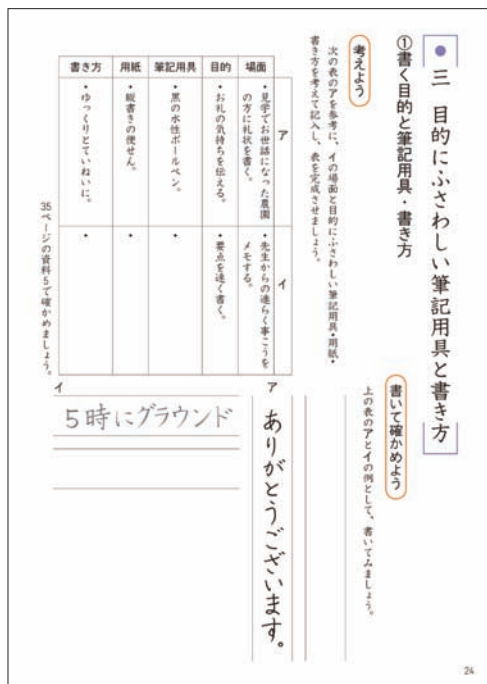 三 目的にふさわしい筆記用具と書き方
①書く目的と筆記用具・書き方
考えよう
次の表のアを参考に、イの場面と目的にふさわしい筆記用具・用紙・
書き方を考えて記入し、表を完成させましょう。
場面
目的
筆記用具
用紙
書き方
ア
・見学でお世話になった農園
の方に礼状を書く。
・お礼の気持ちを伝える。
・黒の水性ボールペン。
・縦書きの便せん。
・ゆっくりとていねいに。
イ
・先生からの連らく事こうを
メモする。
・要点を速く書く。
・
・
・
35ページの資料5で確かめましょう。
書いて確かめよう
上の表のアとイの例として、書いてみましょう。
ア
ありがとうございます。
イ
5時にグラウンド
24